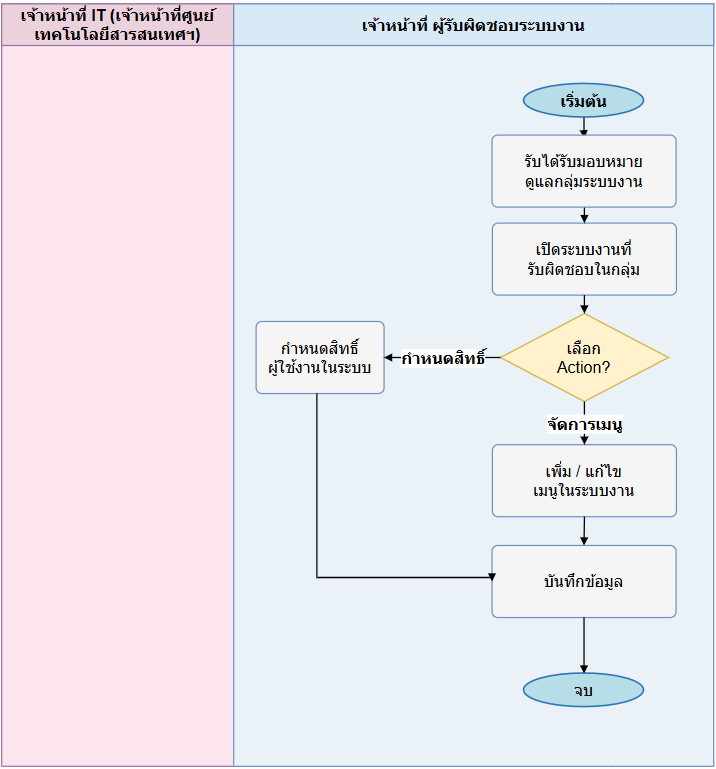 เจ้าหน้าที่ IT (เจ้าหน้าที่ศูนย์
เทคโนโลยีสารสนเทศฯ)
เจ้าหน้าที่ ผู้รับผิดชอบระบบงาน
เริ่มต้น
รับได้รับมอบหมาย
ดูแลกลุ่มระบบงาน
เปิดระบบงานที่
รับผิดชอบในกลุ่ม
เลือก
Action?
กำหนดสิทธิ์
กำหนดสิทธิ์
ผู้ใช้งานในระบบ
จัดการเมนู
เพิ่ม / แก้ไข
เมนูในระบบงาน
บันทึกข้อมูล
จบ